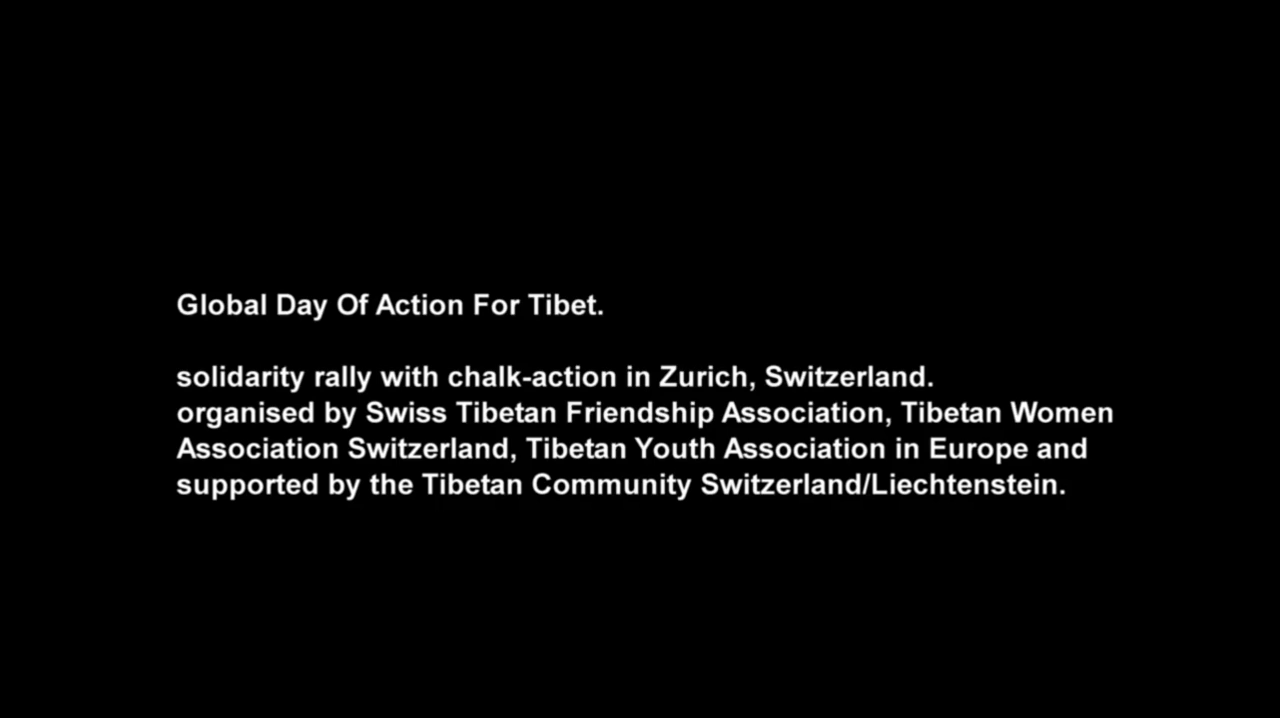 Global Day Of Action For Tibet.
solidarity rally with chalk-action in Zurich, Switzerland.
organised by Swiss Tibetan Friendship Association, Tibetan Women
Association Switzerland, Tibetan Youth Association in Europe and
supported by the Tibetan Community Switzerland/Liechtenstein.